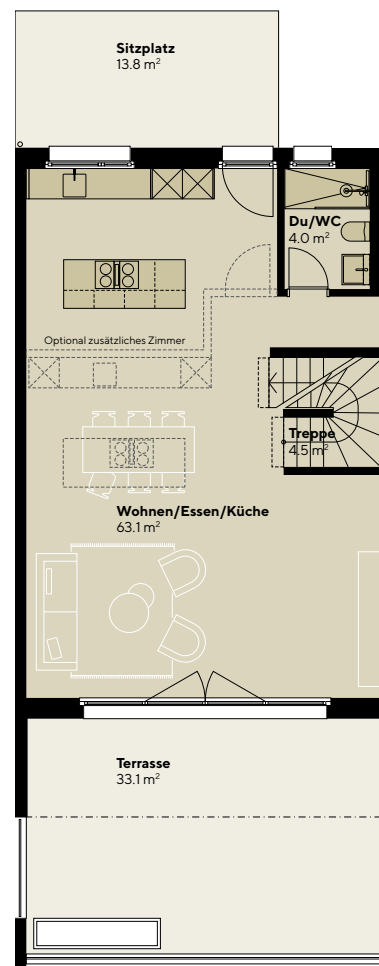 Sitzplatz
13.8 m²
Du/WC
4.0 m²
Optional zusätzliches Zimmer
Treppe
4.5 m²
Wohnen/Essen/Küche
63.1 m²
Terrasse
33.1 m²